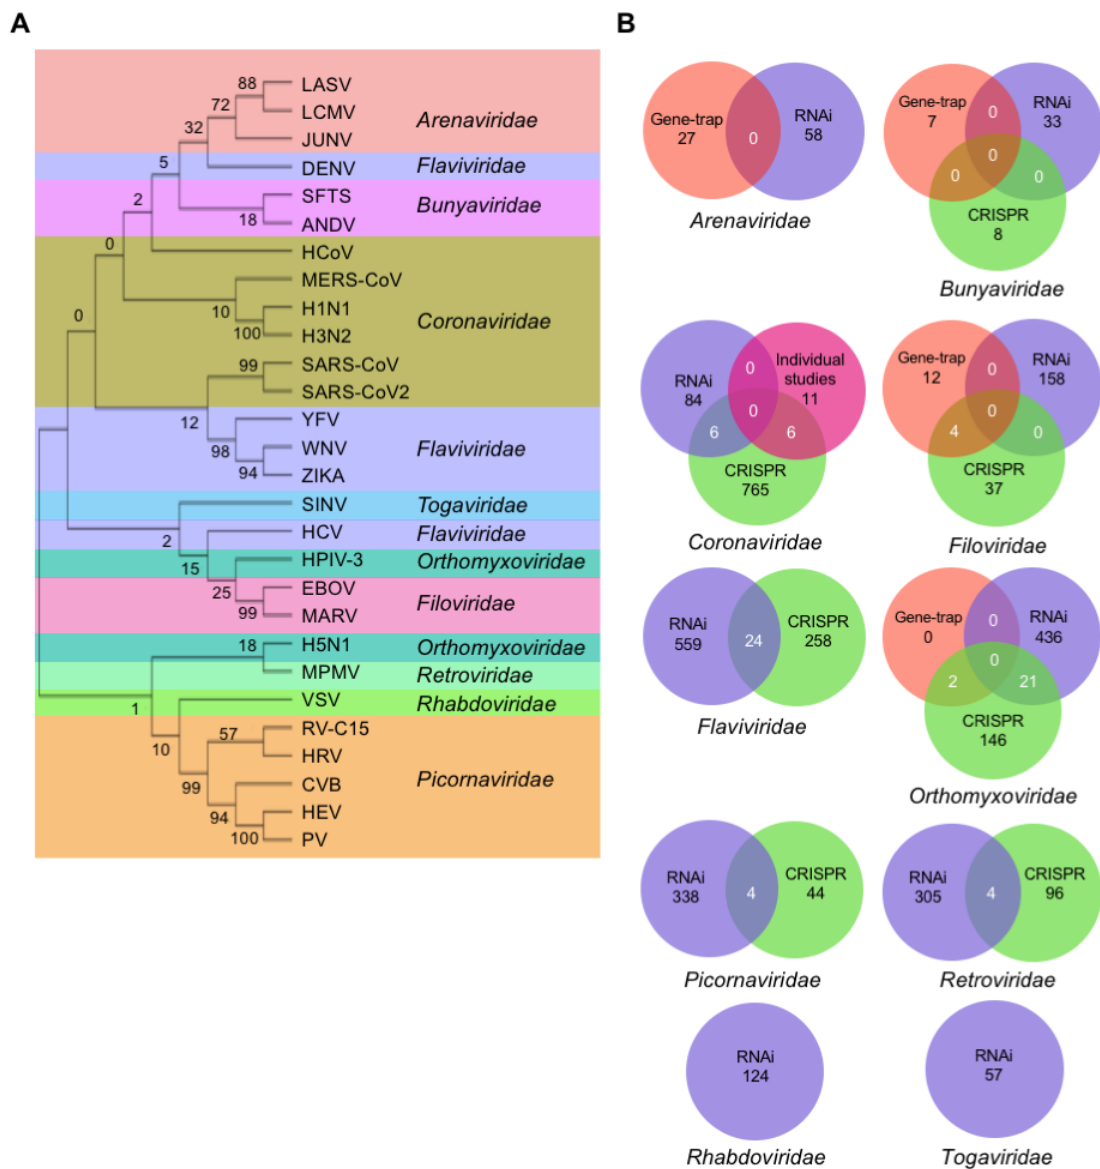 A
88
LASV
72
LCMV
Arenaviridae
32
JUNV
5
DENV
Flaviviridae
2
SFTS
Bunyaviridae
18
ANDV
0
HCoV
MERS-CoV
10
H1N1
Coronaviridae
0
100
H3N2
99
SARS-CoV
SARS-CoV2
12
YFV
98
WNV
Flaviviridae
94
ZIKA
SINV
Togaviridae
2
HCV
Flaviviridae
15
HPIV-3
Orthomyxoviridae
25
EBOV
Filoviridae
99
MARV
18
H5N1
Orthomyxoviridae
MPMV
Retroviridae
1
VSV
Rhabdoviridae
10
57
RV-C15
HRV
99
CVB
Picornaviridae
94
HEV
100
PV
B
Gene-trap
27
0
RNAi
58
Arenaviridae
Gene-trap
7
0
RNAi
33
0
0
0
CRISPR
8
Bunyaviridae
RNAi
84
0
Individual
studies
11
0
6
6
CRISPR
765
Coronaviridae
Gene-trap
12
0
RNAi
158
0
4
0
CRISPR
37
Filoviridae
RNAi
559
24
CRISPR
258
Flaviviridae
Gene-trap
0
0
RNAi
436
0
2
21
CRISPR
146
Orthomyxoviridae
RNAi
338
4
CRISPR
44
Picornaviridae
RNAi
305
4
CRISPR
96
Retroviridae
RNAi
124
Rhabdoviridae
RNAi
57
Togaviridae